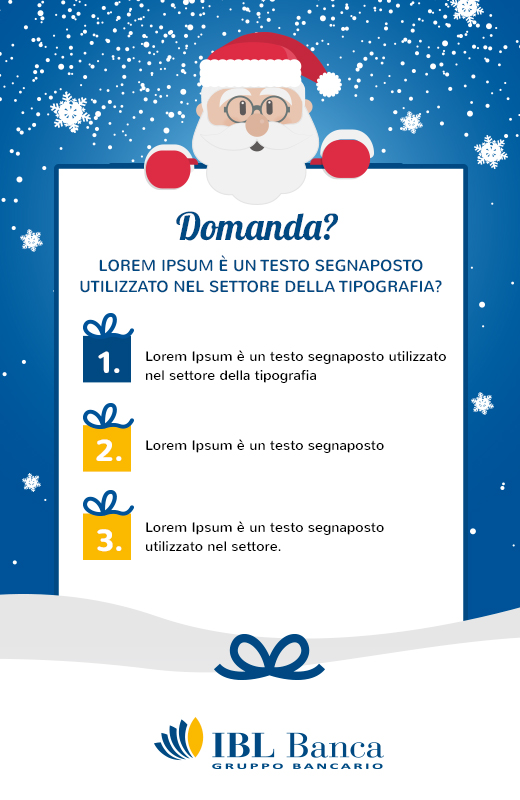 Domanda?
LOREM IPSUM È UN TESTO SEGNAPOSTO
UTILIZZATO NEL SETTORE DELLA TIPOGRAFIA?
1.
Lorem Ipsum è un testo segnaposto utilizzato
nel settore della tipografia
2.
Lorem Ipsum è un testo segnaposto
3.
Lorem Ipsum è un testo segnaposto
utilizzato nel settore.
IBL Banca
GRUPPO BANCARIO